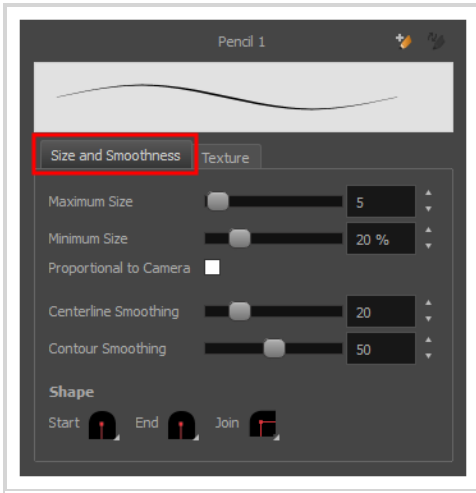 Pencil 1
Size and Smoothness Texture
Maximum Size 5
Minimum Size 20 %
Proportional to Camera
Centerline Smoothing 20
Contour Smoothing 50
Shape
Start End Join